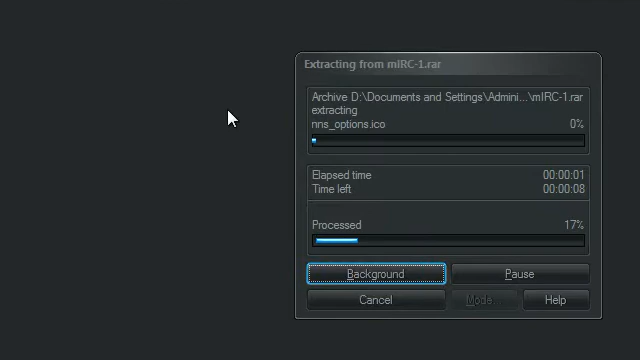 Extracting from mIRC-1.rar
Archive D:\Documents and Settings\Admini...\mIRC-1.rar
extracting
nns_options.ico 0%
Elapsed time 00:00:01
Time left 00:00:08
Processed 17%
Background Pause
Cancel Mode... Help